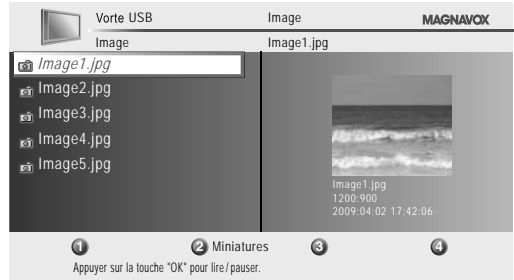 Vorte USB Image MAGNAVOX
Image Image1.jpg
Image1.jpg
Image2.jpg
Image3.jpg
Image4.jpg
Image5.jpg
Image1.jpg
1200:900
2009:04:02 17:42:06
1 2 Miniatures 3 4
Appuyer sur la touche "OK" pour lire/pauser.